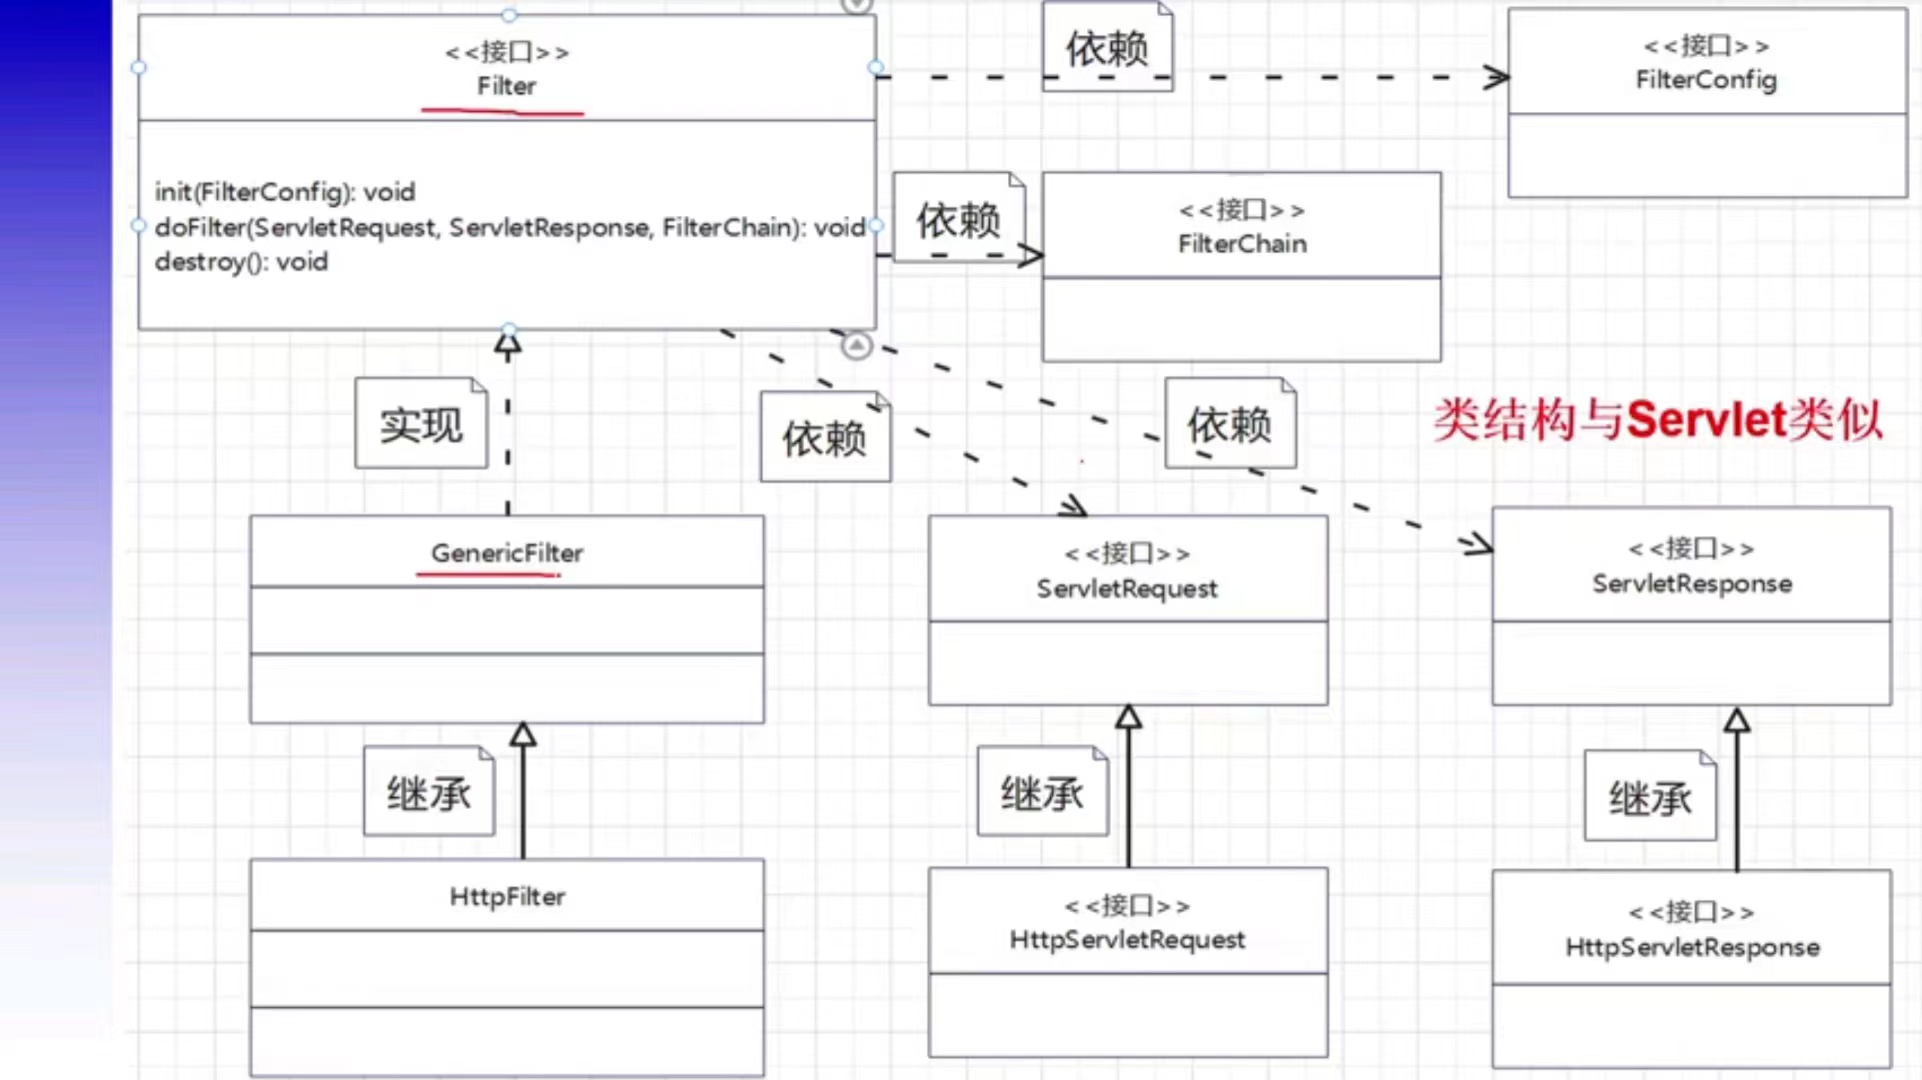 <<接口>>
Filter
init(FilterConfig): void
doFilter(ServletRequest, ServletResponse, FilterChain): void
destroy(): void
依赖
<<接口>>
FilterConfig
依赖
<<接口>>
FilterChain
实现
依赖
依赖
类结构与Servlet类似
GenericFilter
<<接口>>
ServletRequest
<<接口>>
ServletResponse
继承
继承
继承
HttpFilter
<<接口>>
HttpServletRequest
<<接口>>
HttpServletResponse